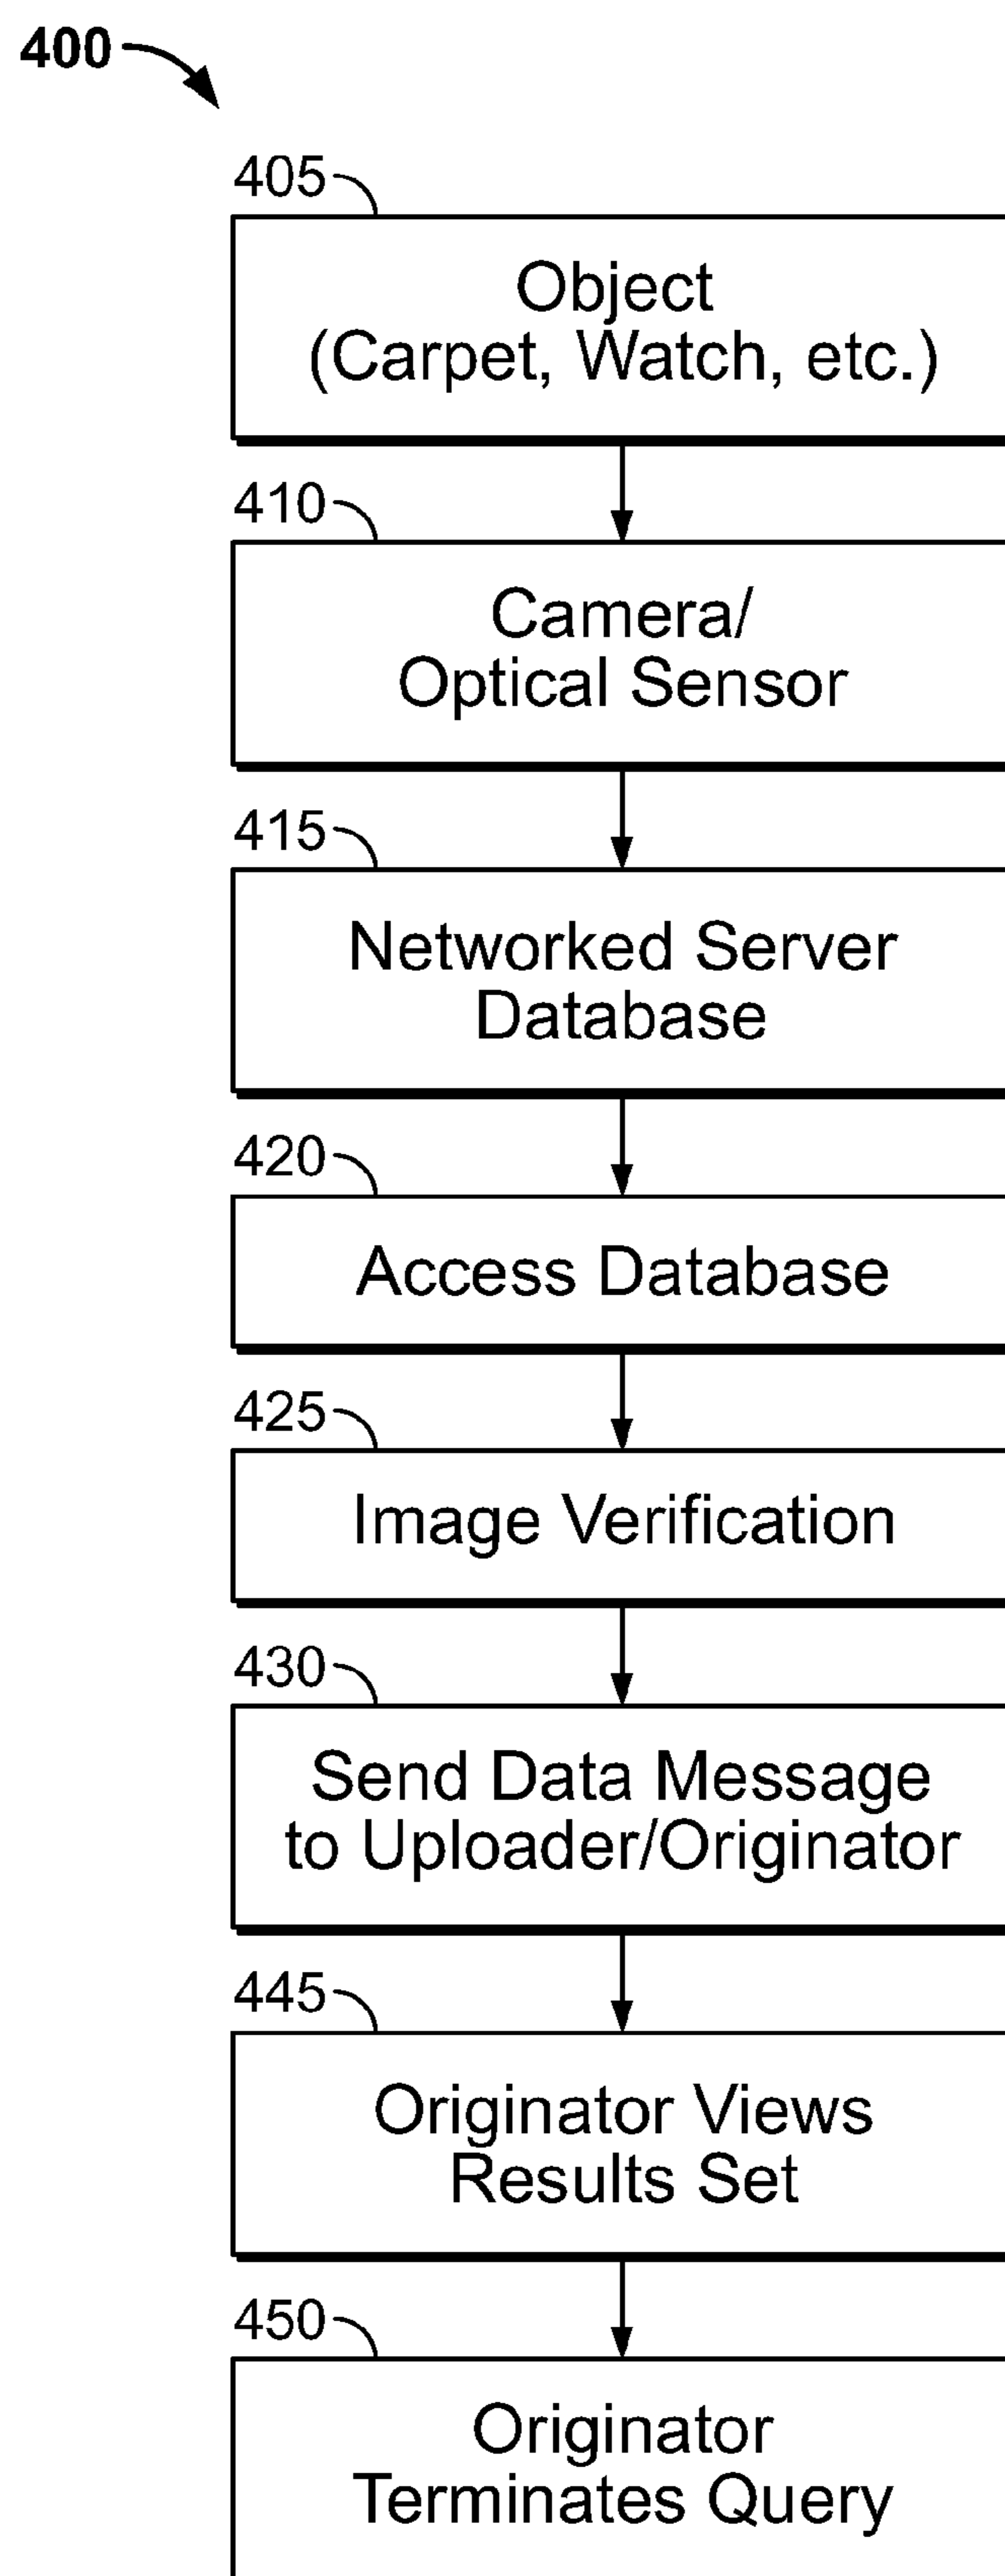 400
405
Object
(Carpet, Watch, etc.)
410
Camera/
Optical Sensor
415
Networked Server
Database
420
Access Database
425
Image Verification
430
Send Data Message
to Uploader/Originator
445
Originator Views
Results Set
450
Originator
Terminates Query